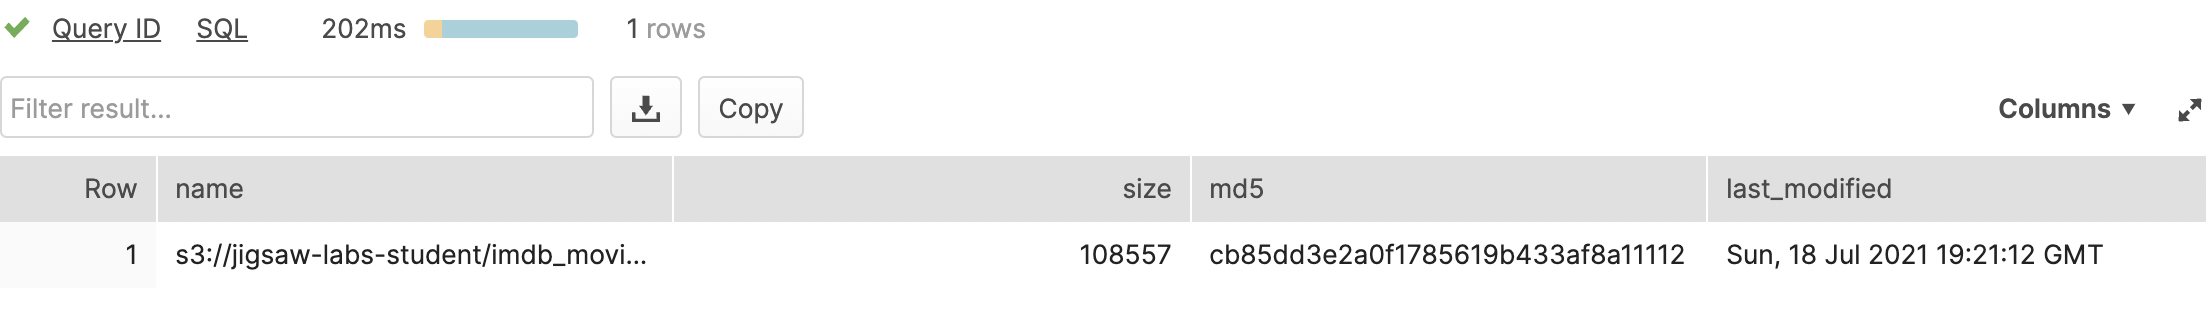 Query ID SQL 202ms 1 rows
Filter result... Copy Columns
Row name size md5 last_modified
1 s3://jigsaw-labs-student/imdb_movi... 108557 cb85dd3e2a0f1785619b433af8a11112 Sun, 18 Jul 2021 19:21:12 GMT